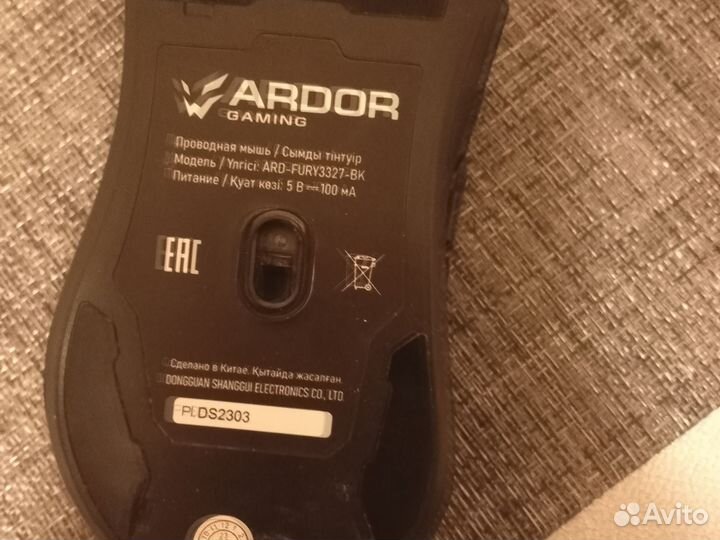 ARDOR
GAMING
Проводная мышь / Сымды тінтуір
Модель / Үлгісі: ARD-FURY3327-BK
Питание / Қуат көзі: 5 В ⎓ 100 мА
EAC
Сделано в Китае. Қытайда жасалған.
DONGGUAN SHANGGUI ELECTRONICS CO., LTD
DS2303
Avito